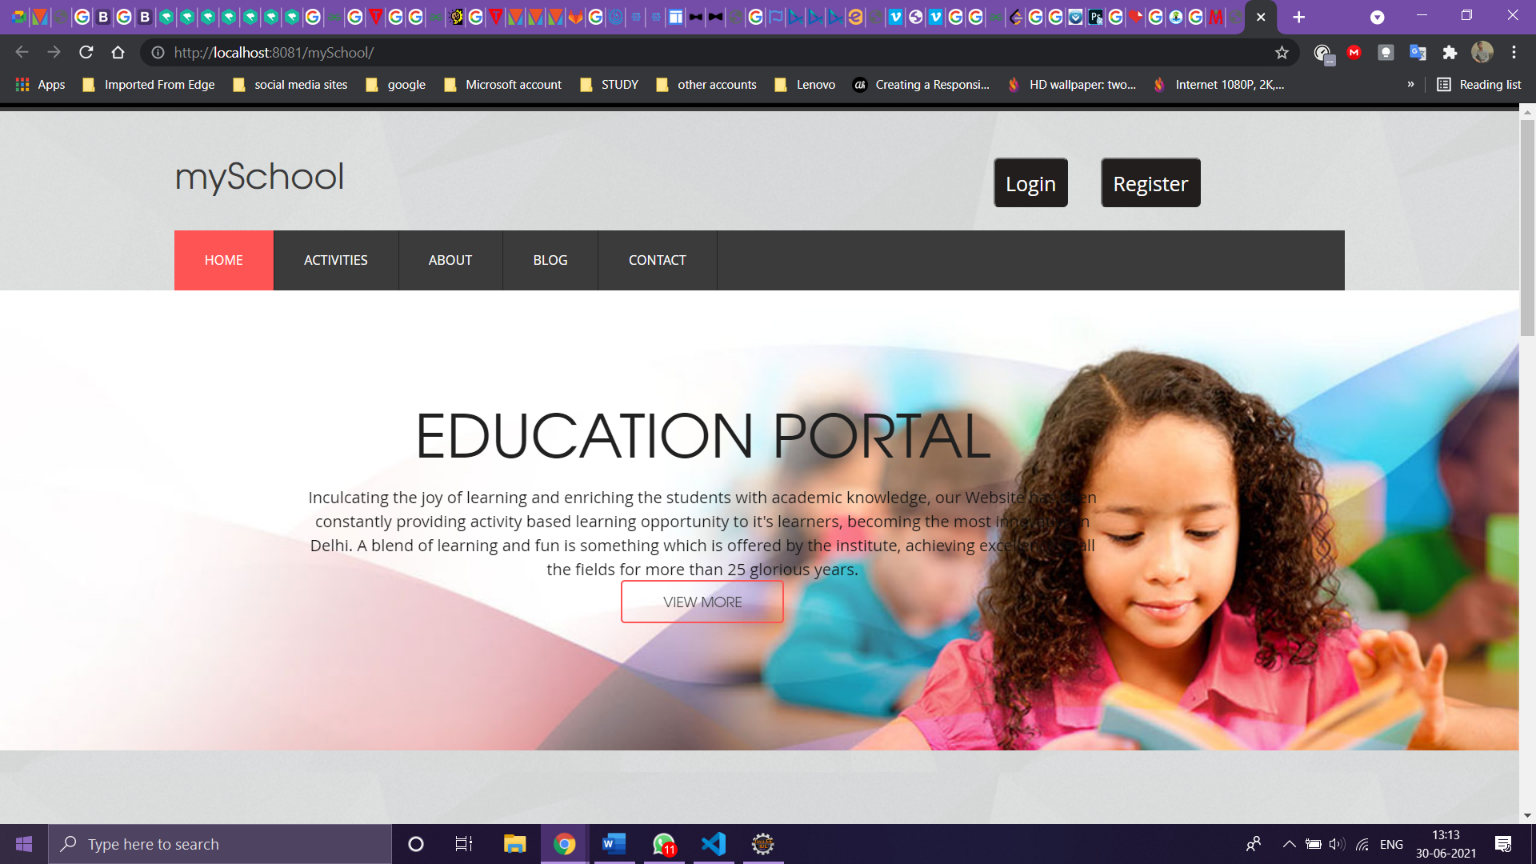 http://localhost:8081/mySchool/
Apps Imported From Edge social media sites google Microsoft account STUDY other accounts Lenovo Creating a Responsi... HD wallpaper: two... Internet 1080P, 2K,... » Reading list
mySchool
Login Register
HOME ACTIVITIES ABOUT BLOG CONTACT
EDUCATION PORTAL
Inculcating the joy of learning and enriching the students with academic knowledge, our Website
constantly providing activity based learning opportunity to it's learners, becoming the most
Delhi. A blend of learning and fun is something which is offered by the institute, achieving all
the fields for more than 25 glorious years.
VIEW MORE
Type here to search 11 ENG 13:13
30-06-2021